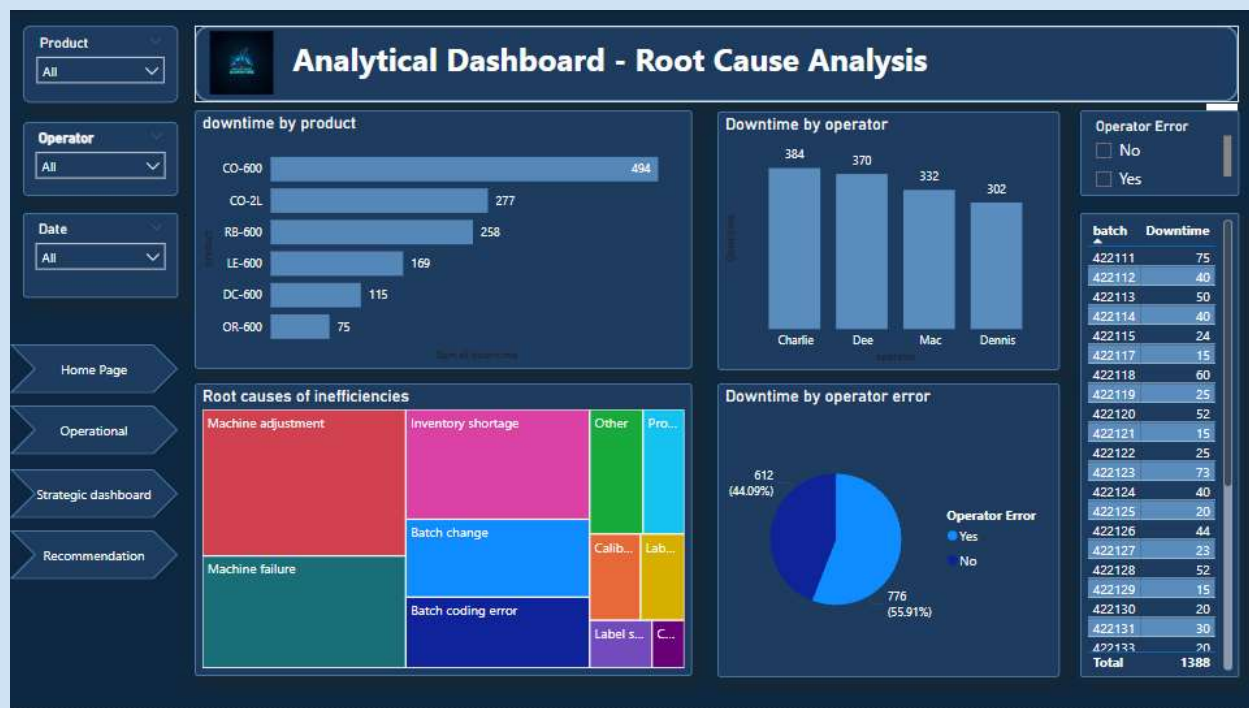 Analytical Dashboard - Root Cause Analysis
Product
All
Operator
All
Date
All
Home Page
Operational
Strategic dashboard
Recommendation
downtime by product
CO-600
494
CO-2L
277
RB-600
258
LE-600
169
DC-600
115
OR-600
75
Downtime by operator
384
370
332
302
Charlie
Dee
Mac
Dennis
Operator Error
No
Yes
Root causes of inefficiencies
Machine adjustment
Machine failure
Inventory shortage
Batch change
Batch coding error
Other
Pro...
Calib...
Lab...
Label s...
C...
Downtime by operator error
612
(44.09%)
776
(55.91%)
Operator Error
Yes
No
batch Downtime
422111 75
422112 40
422113 50
422114 40
422115 24
422117 15
422118 60
422119 25
422120 52
422121 15
422122 25
422123 73
422124 40
422125 20
422126 44
422127 23
422128 52
422129 15
422130 20
422131 30
422133 20
Total 1388